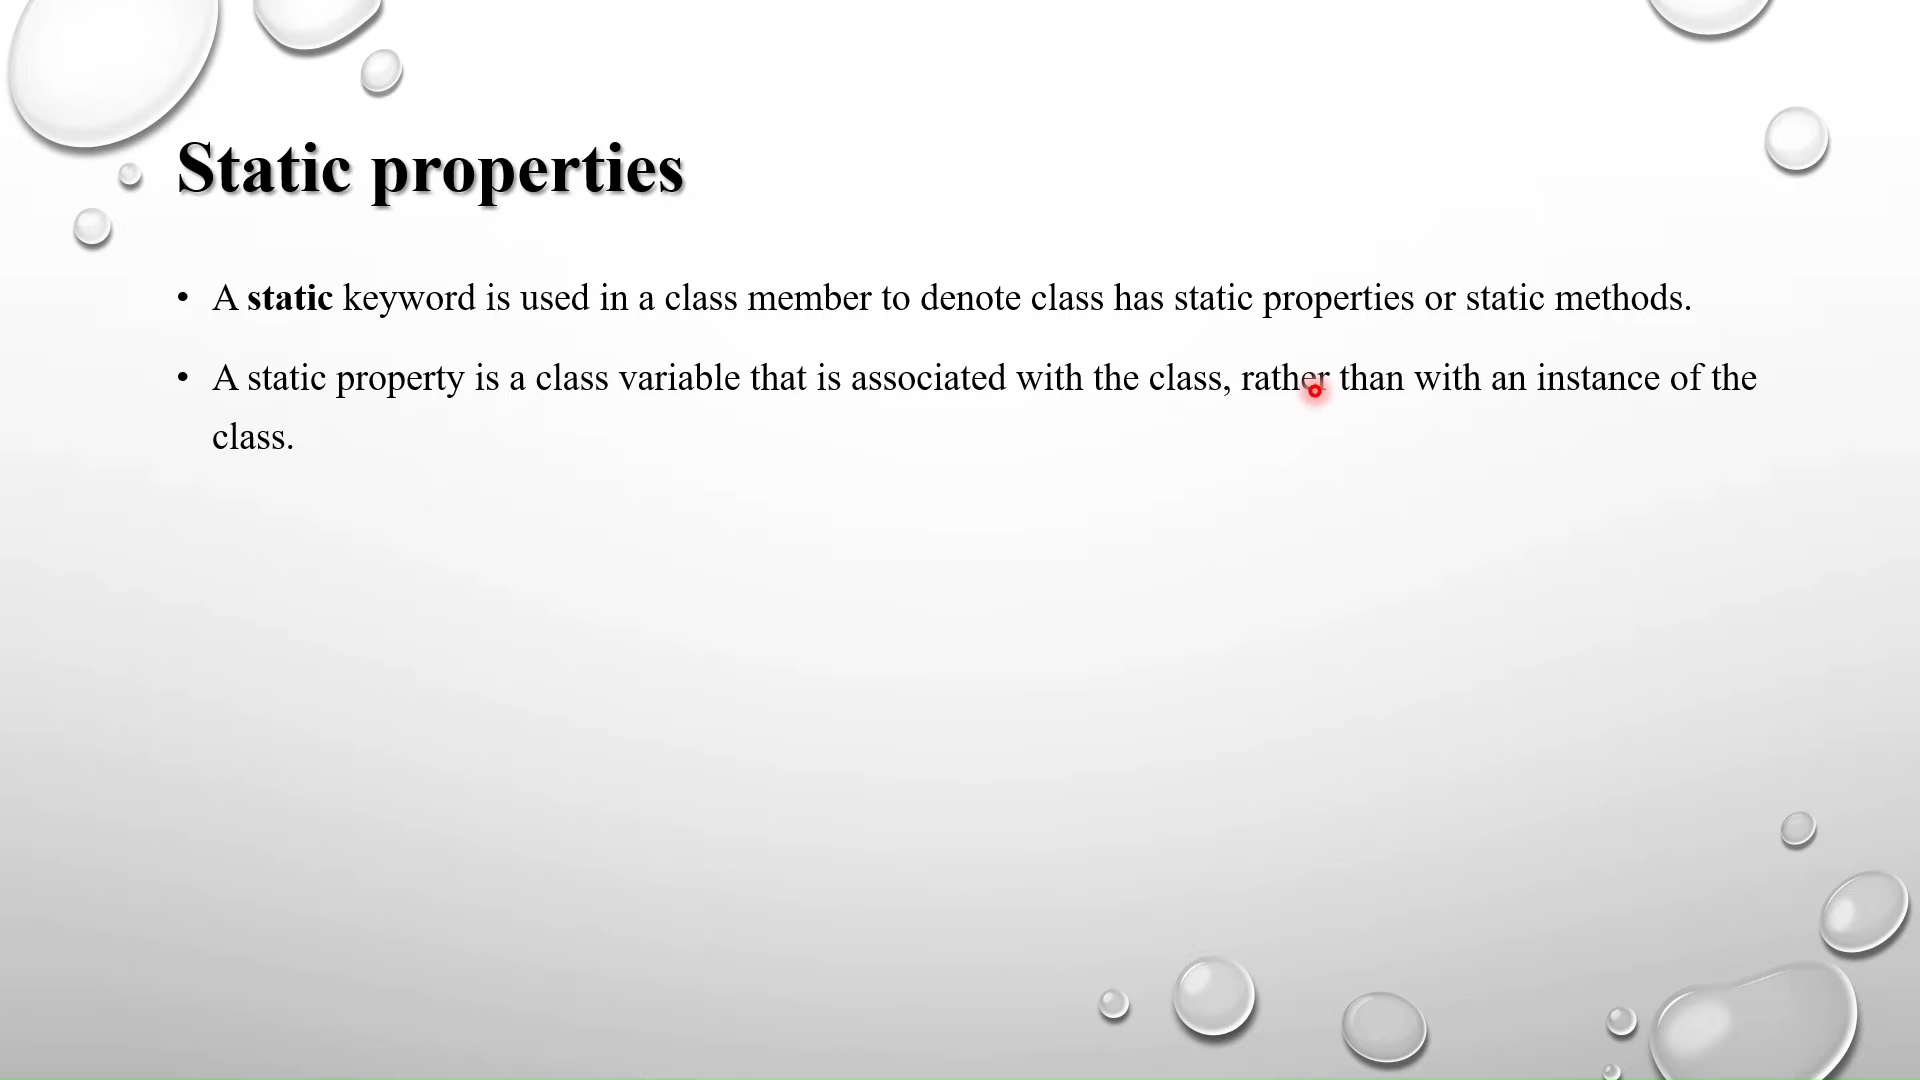 Static properties
• A static keyword is used in a class member to denote class has static properties or static methods.
• A static property is a class variable that is associated with the class, rather than with an instance of the
class.